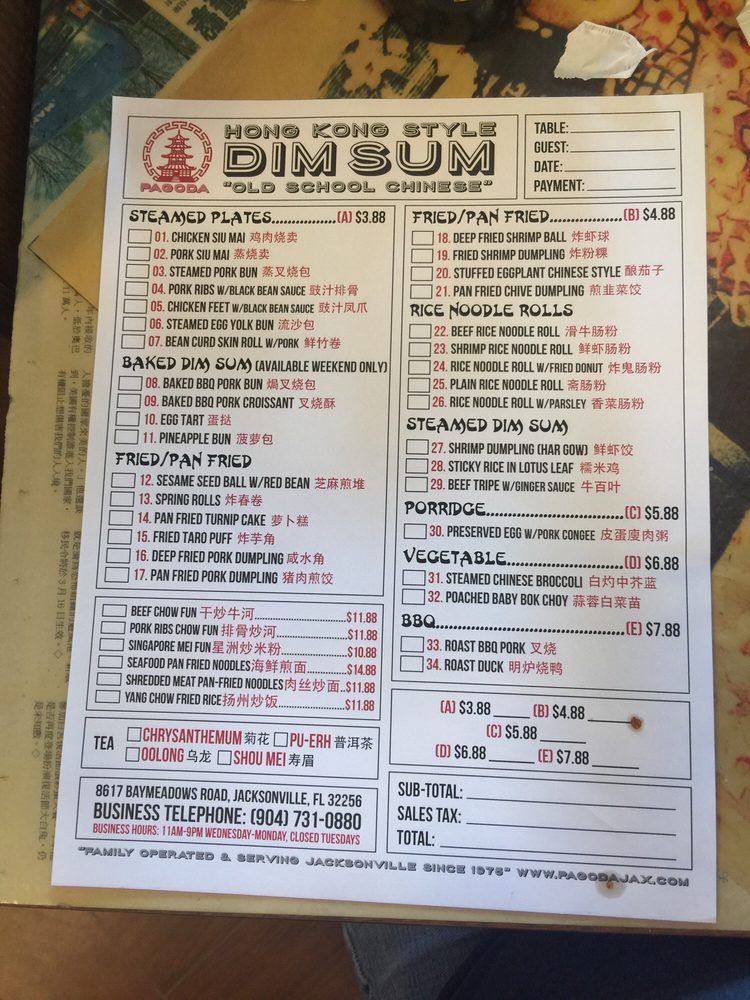 HONG KONG STYLE
DIM SUM
"OLD SCHOOL CHINESE"
PAGODA
TABLE:
GUEST:
DATE:
PAYMENT:
STEAMED PLATES................(A) $3.88
01. CHICKEN SIU MAI 鸡肉烧卖
02. PORK SIU MAI 蒸烧卖
03. STEAMED PORK BUN 蒸叉烧包
04. PORK RIBS W/BLACK BEAN SAUCE 豉汁排骨
05. CHICKEN FEET W/BLACK BEAN SAUCE 豉汁凤爪
06. STEAMED EGG YOLK BUN 流沙包
07. BEAN CURD SKIN ROLL W/PORK 鲜竹卷
BAKED DIM SUM (AVAILABLE WEEKEND ONLY)
08. BAKED BBQ PORK BUN 焗叉烧包
09. BAKED BBQ PORK CROISSANT 叉烧酥
10. EGG TART 蛋挞
11. PINEAPPLE BUN 菠萝包
FRIED/PAN FRIED
12. SESAME SEED BALL W/RED BEAN 芝麻煎堆
13. SPRING ROLLS 炸春卷
14. PAN FRIED TURNIP CAKE 萝卜糕
15. FRIED TARO PUFF 炸芋角
16. DEEP FRIED PORK DUMPLING 咸水角
17. PAN FRIED PORK DUMPLING 猪肉煎饺
BEEF CHOW FUN 干炒牛河........................$11.88
PORK RIBS CHOW FUN 排骨炒河..................$11.88
SINGAPORE MEI FUN 星洲炒米粉.................$10.88
SEAFOOD PAN FRIED NOODLES 海鲜煎面.........$14.88
SHREDDED MEAT PAN-FRIED NOODLES 肉丝炒面..$11.88
YANG CHOW FRIED RICE 扬州炒饭................$11.88
TEA
CHRYSANTHEMUM 菊花 PU-ERH 普洱茶
OOLONG 乌龙 SHOU MEI 寿眉
8617 BAYMEADOWS ROAD, JACKSONVILLE, FL 32256
BUSINESS TELEPHONE: (904) 731-0880
BUSINESS HOURS: 11AM-9PM WEDNESDAY-MONDAY, CLOSED TUESDAYS
FRIED/PAN FRIED..................(B) $4.88
18. DEEP FRIED SHRIMP BALL 炸虾球
19. FRIED SHRIMP DUMPLING 炸粉粿
20. STUFFED EGGPLANT CHINESE STYLE 酿茄子
21. PAN FRIED CHIVE DUMPLING 煎韭菜饺
RICE NOODLE ROLLS
22. BEEF RICE NOODLE ROLL 滑牛肠粉
23. SHRIMP RICE NOODLE ROLL 鲜虾肠粉
24. RICE NOODLE ROLL W/FRIED DONUT 炸鬼肠粉
25. PLAIN RICE NOODLE ROLL 斋肠粉
26. RICE NOODLE ROLL W/PARSLEY 香菜肠粉
STEAMED DIM SUM
27. SHRIMP DUMPLING (HAR GOW) 鲜虾饺
28. STICKY RICE IN LOTUS LEAF 糯米鸡
29. BEEF TRIPE W/GINGER SAUCE 牛百叶
PORRIDGE................................(C) $5.88
30. PRESERVED EGG W/PORK CONGEE 皮蛋廋肉粥
VEGETABLE............................(D) $6.88
31. STEAMED CHINESE BROCCOLI 白灼中芥蓝
32. POACHED BABY BOK CHOY 蒜蓉白菜苗
BBQ........................................(E) $7.88
33. ROAST BBQ PORK 叉烧
34. ROAST DUCK 明炉烧鸭
(A) $3.88 (B) $4.88
(C) $5.88
(D) $6.88 (E) $7.88
SUB-TOTAL:
SALES TAX:
TOTAL:
"FAMILY OPERATED & SERVING JACKSONVILLE SINCE 1975" WWW.PAGODAJAX.COM